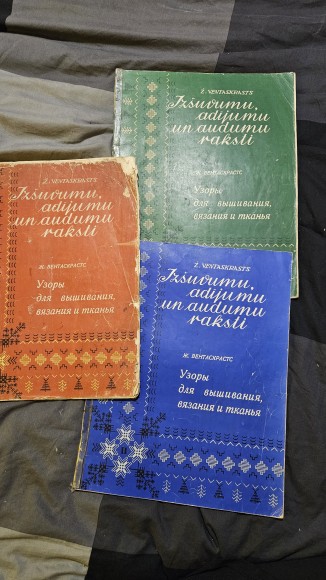 Ž. VENTASKRASTS
Izšuvumu,
adījumu
un audumu
raksti
Ж. ВЕНТАСКРАСТС
Узоры
для вышивания,
вязания и тканья
Ž. VENTASKRASTS
Izšuvumu,
adījumu
un audumu
raksti
Ж. ВЕНТАСКРАСТС
Узоры
для вышивания,
вязания и тканья
Ž. VENTASKRASTS
Izšuvumu,
adījumu
un audumu
raksti
Ж. ВЕНТАСКРАСТС
Узоры
для вышивания,
вязания и тканья
II